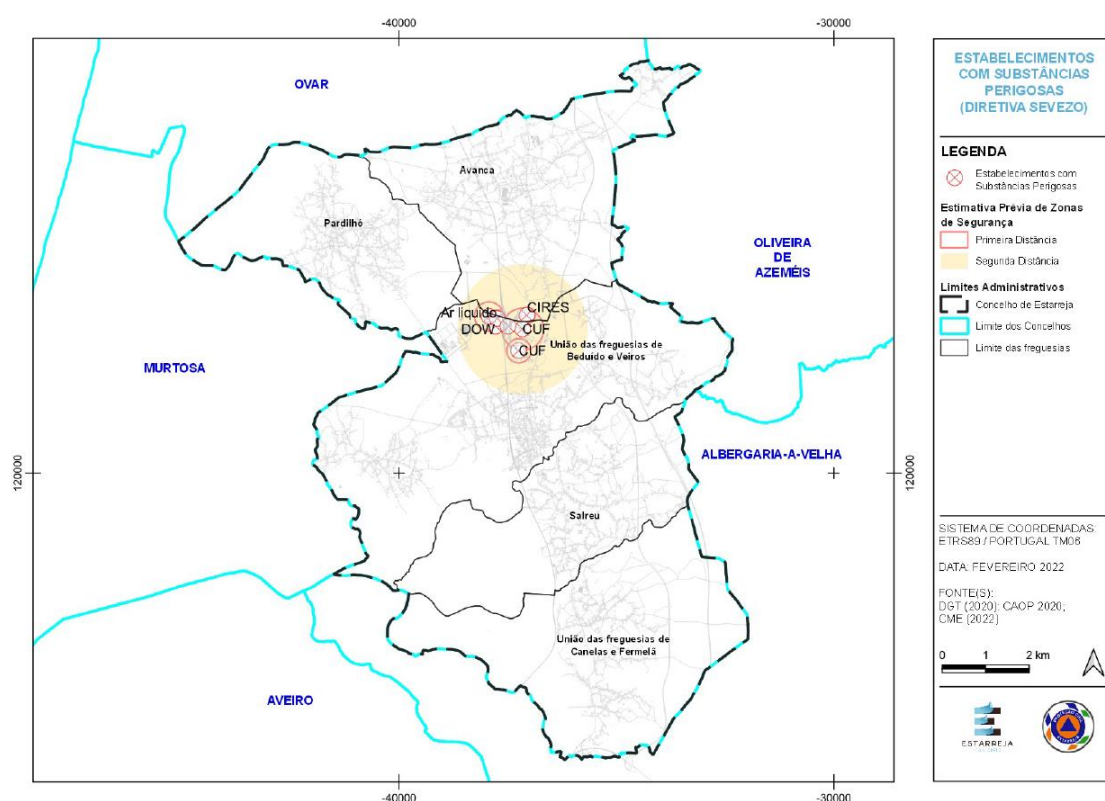 -40000
-30000
OVAR
Avanca
Pardilhó
OLIVEIRA
DE
AZEMÉIS
Ar líquido
CIRES
DOW
CUF
CUF
União das freguesias de
Beduído e Veiros
MURTOSA
ALBERGARIA-A-VELHA
120000
120000
Salreu
União das freguesias de
Canelas e Fermelã
AVEIRO
-40000
-30000
ESTABELECIMENTOS
COM SUBSTÂNCIAS
PERIGOSAS
(DIRETIVA SEVEZO)
LEGENDA
Estabelecimentos com
Substâncias Perigosas
Estimativa Prévia de Zonas
de Segurança
Primeira Distância
Segunda Distância
Limites Administrativos
Concelho de Estarreja
Limite dos Concelhos
Limite das freguesias
SISTEMA DE COORDENADAS:
ETRS89 / PORTUGAL TM06
DATA: FEVEREIRO 2022
FONTE(S):
DGT (2020); CAOP 2020;
CME (2022)
0 1 2 km
ESTARREJA